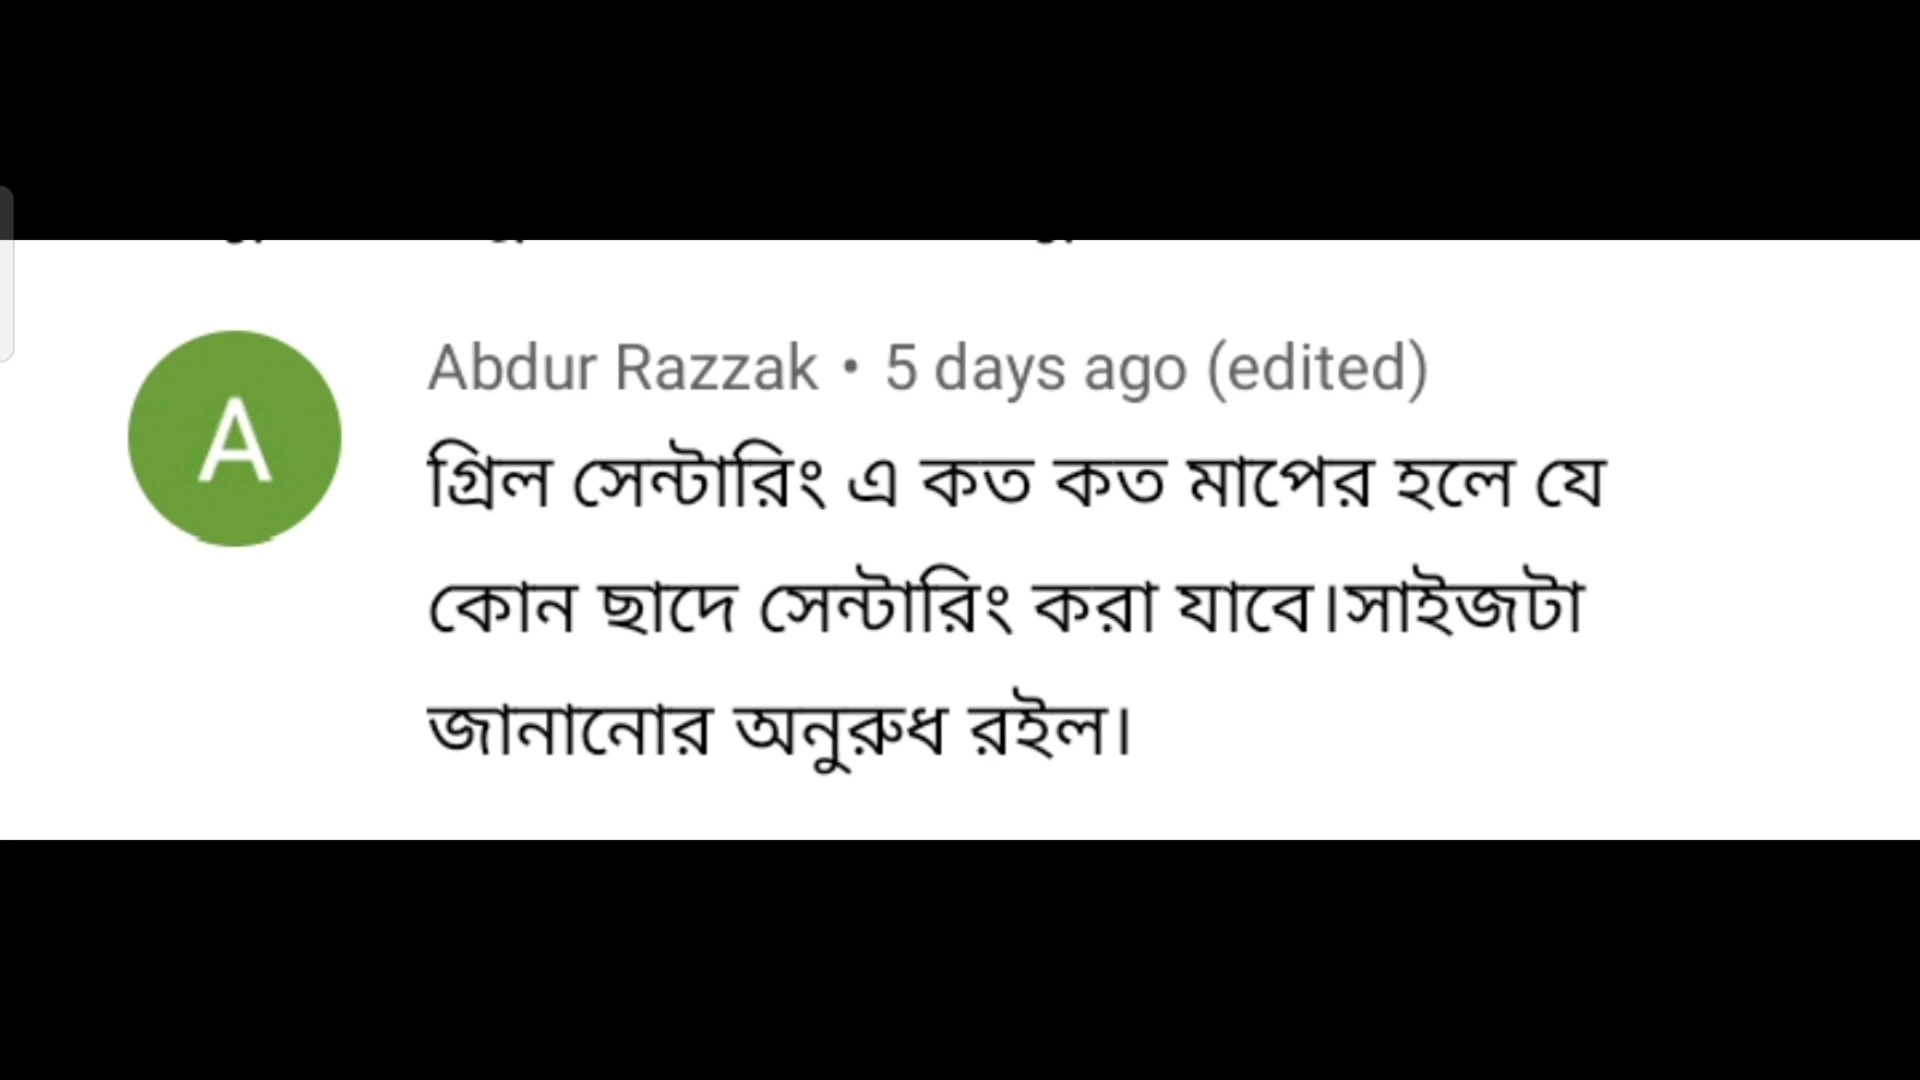 A
Abdur Razzak • 5 days ago (edited)
গ্রিল সেন্টারিং এ কত কত মাপের হলে যে
কোন ছাদে সেন্টারিং করা যাবে।সাইজটা
জানানোর অনুরুধ রইল।